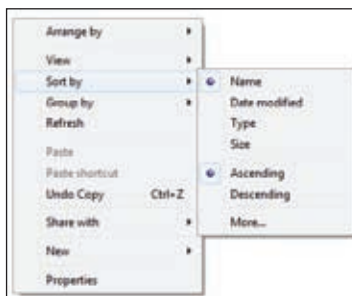 Arrange by
View
Sort by
Group by
Refresh
Paste
Paste shortcut
Undo Copy Ctrl+Z
Share with
New
Properties
Name
Date modified
Type
Size
Ascending
Descending
More...